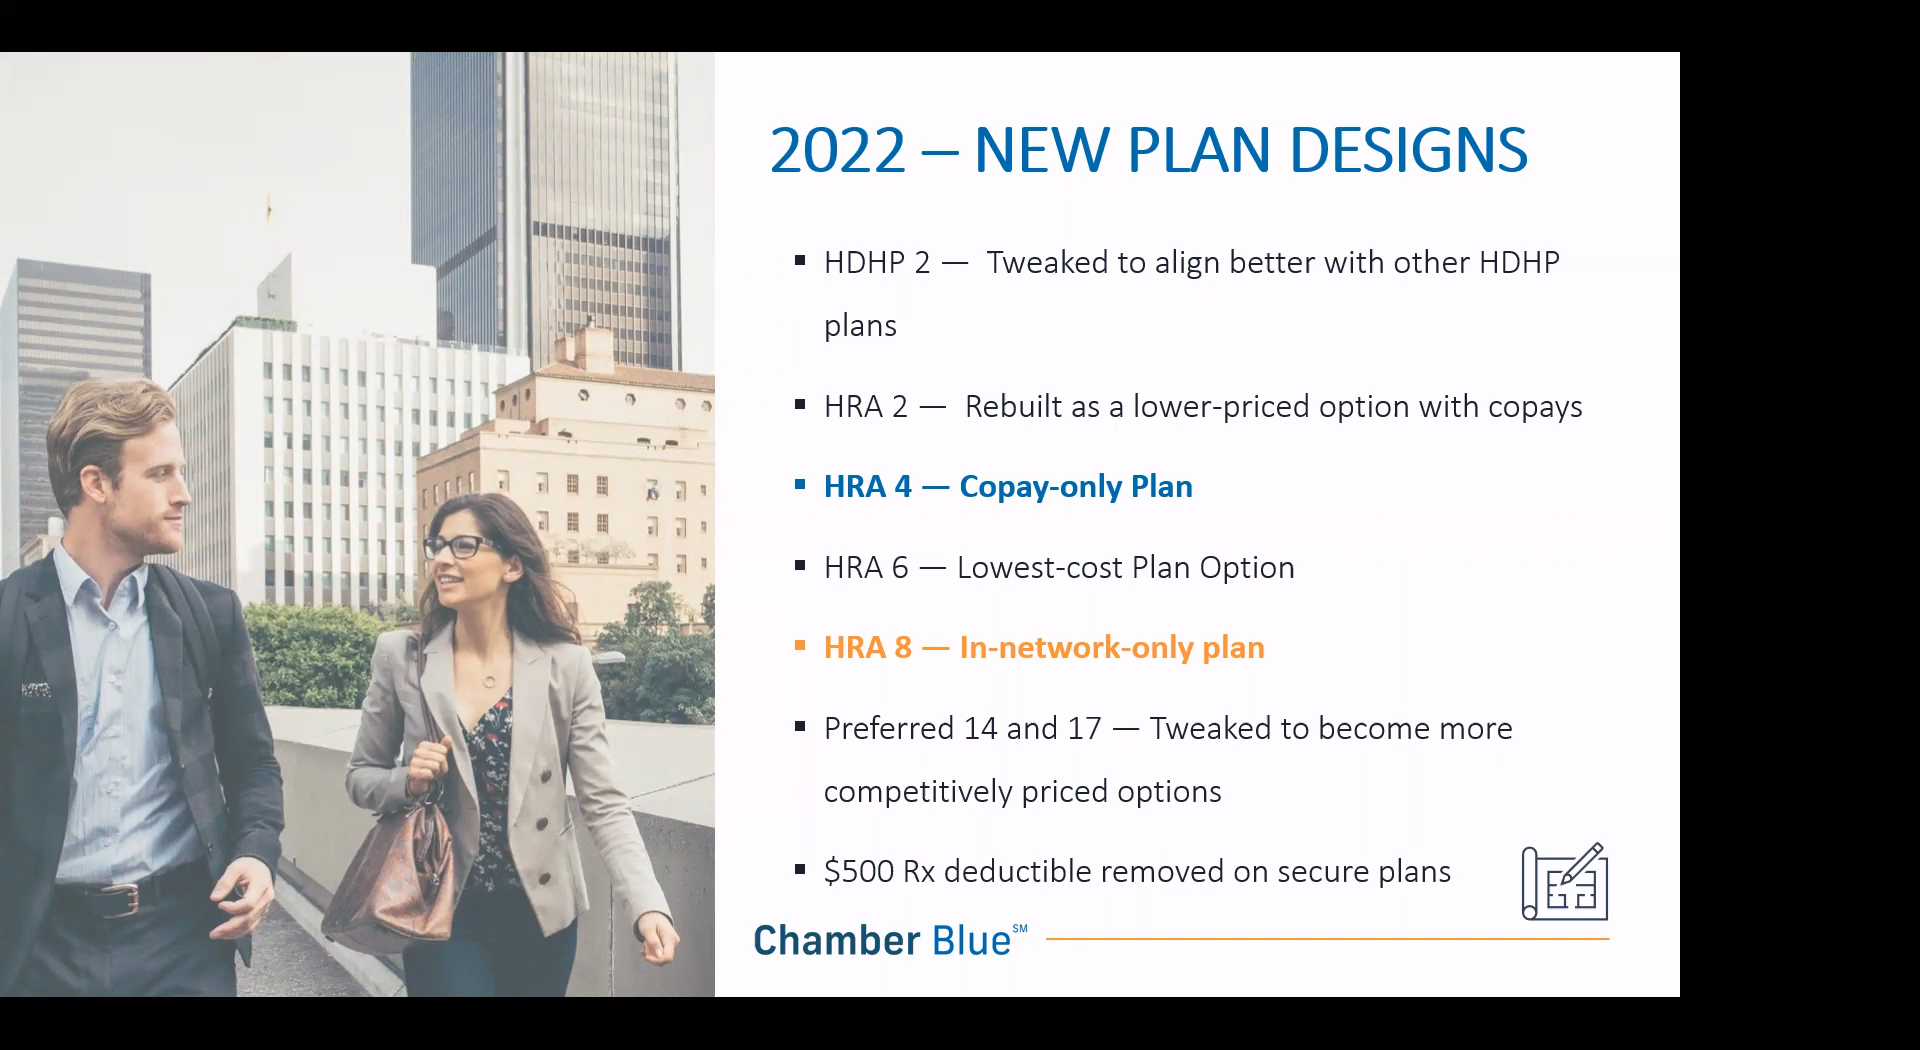 2022 – NEW PLAN DESIGNS
▪ HDHP 2 — Tweaked to align better with other HDHP
plans
▪ HRA 2 — Rebuilt as a lower-priced option with copays
▪ HRA 4 — Copay-only Plan
▪ HRA 6 — Lowest-cost Plan Option
▪ HRA 8 — In-network-only plan
▪ Preferred 14 and 17 — Tweaked to become more
competitively priced options
▪ $500 Rx deductible removed on secure plans
Chamber Blue℠